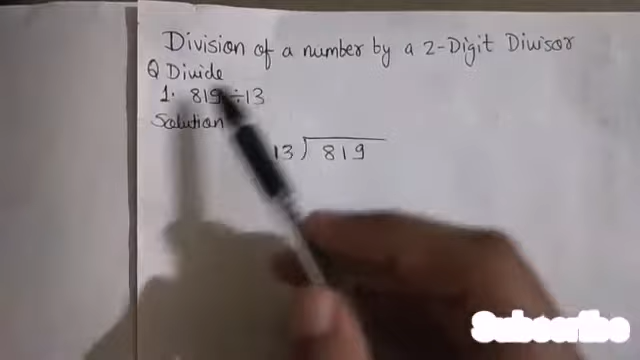 Division of a number by a 2-Digit Divisor
Q Divide
1. 819 ÷ 13
Solution
13 ) 819
Subscribe